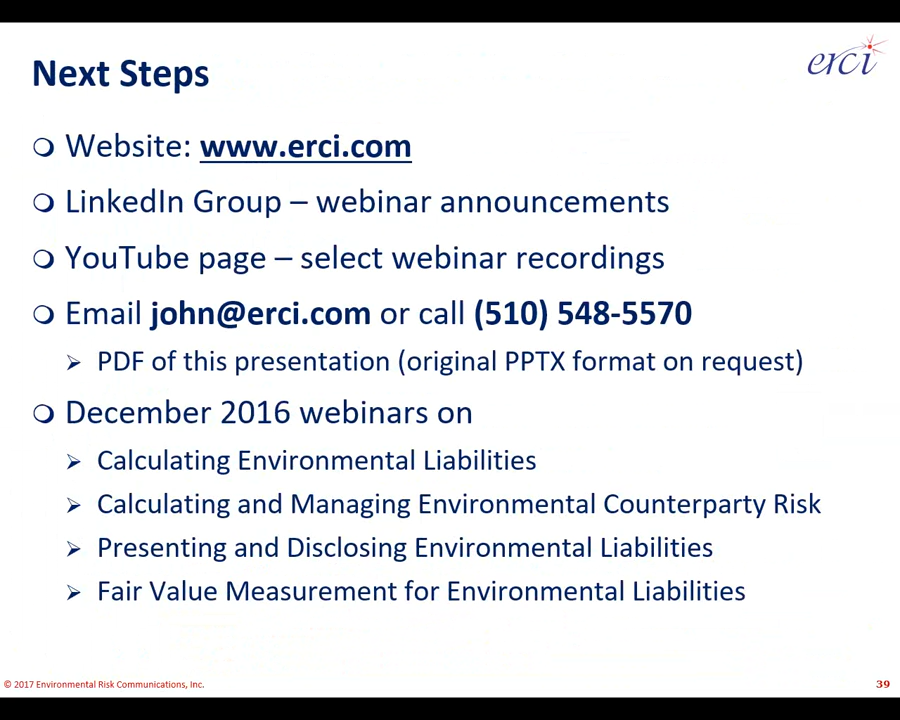 erci
Next Steps
Website: www.erci.com
LinkedIn Group – webinar announcements
YouTube page – select webinar recordings
Email john@erci.com or call (510) 548-5570
PDF of this presentation (original PPTX format on request)
December 2016 webinars on
Calculating Environmental Liabilities
Calculating and Managing Environmental Counterparty Risk
Presenting and Disclosing Environmental Liabilities
Fair Value Measurement for Environmental Liabilities
© 2017 Environmental Risk Communications, Inc.
39